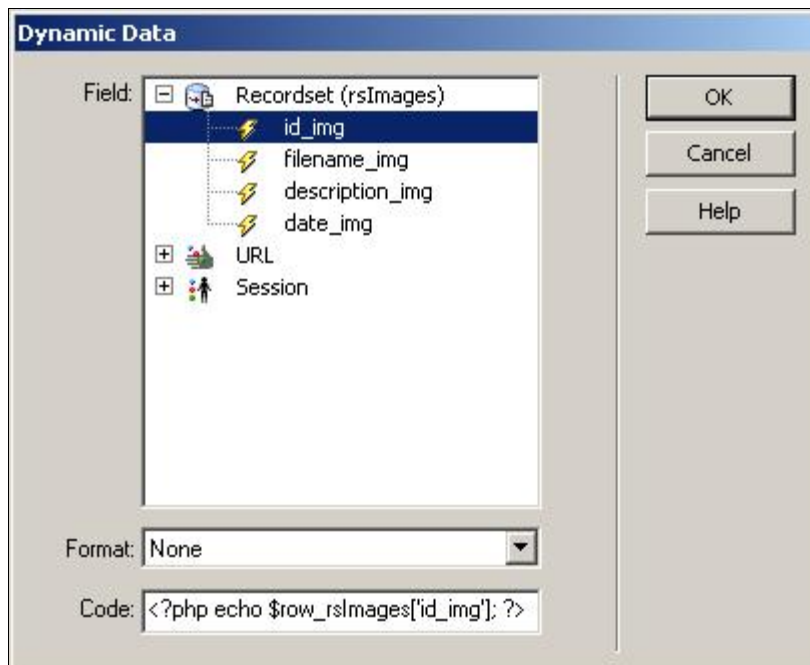 Dynamic Data
Field:
Recordset (rsImages)
id_img
filename_img
description_img
date_img
URL
Session
OK
Cancel
Help
Format: None
Code: <?php echo $row_rsImages['id_img']; ?>